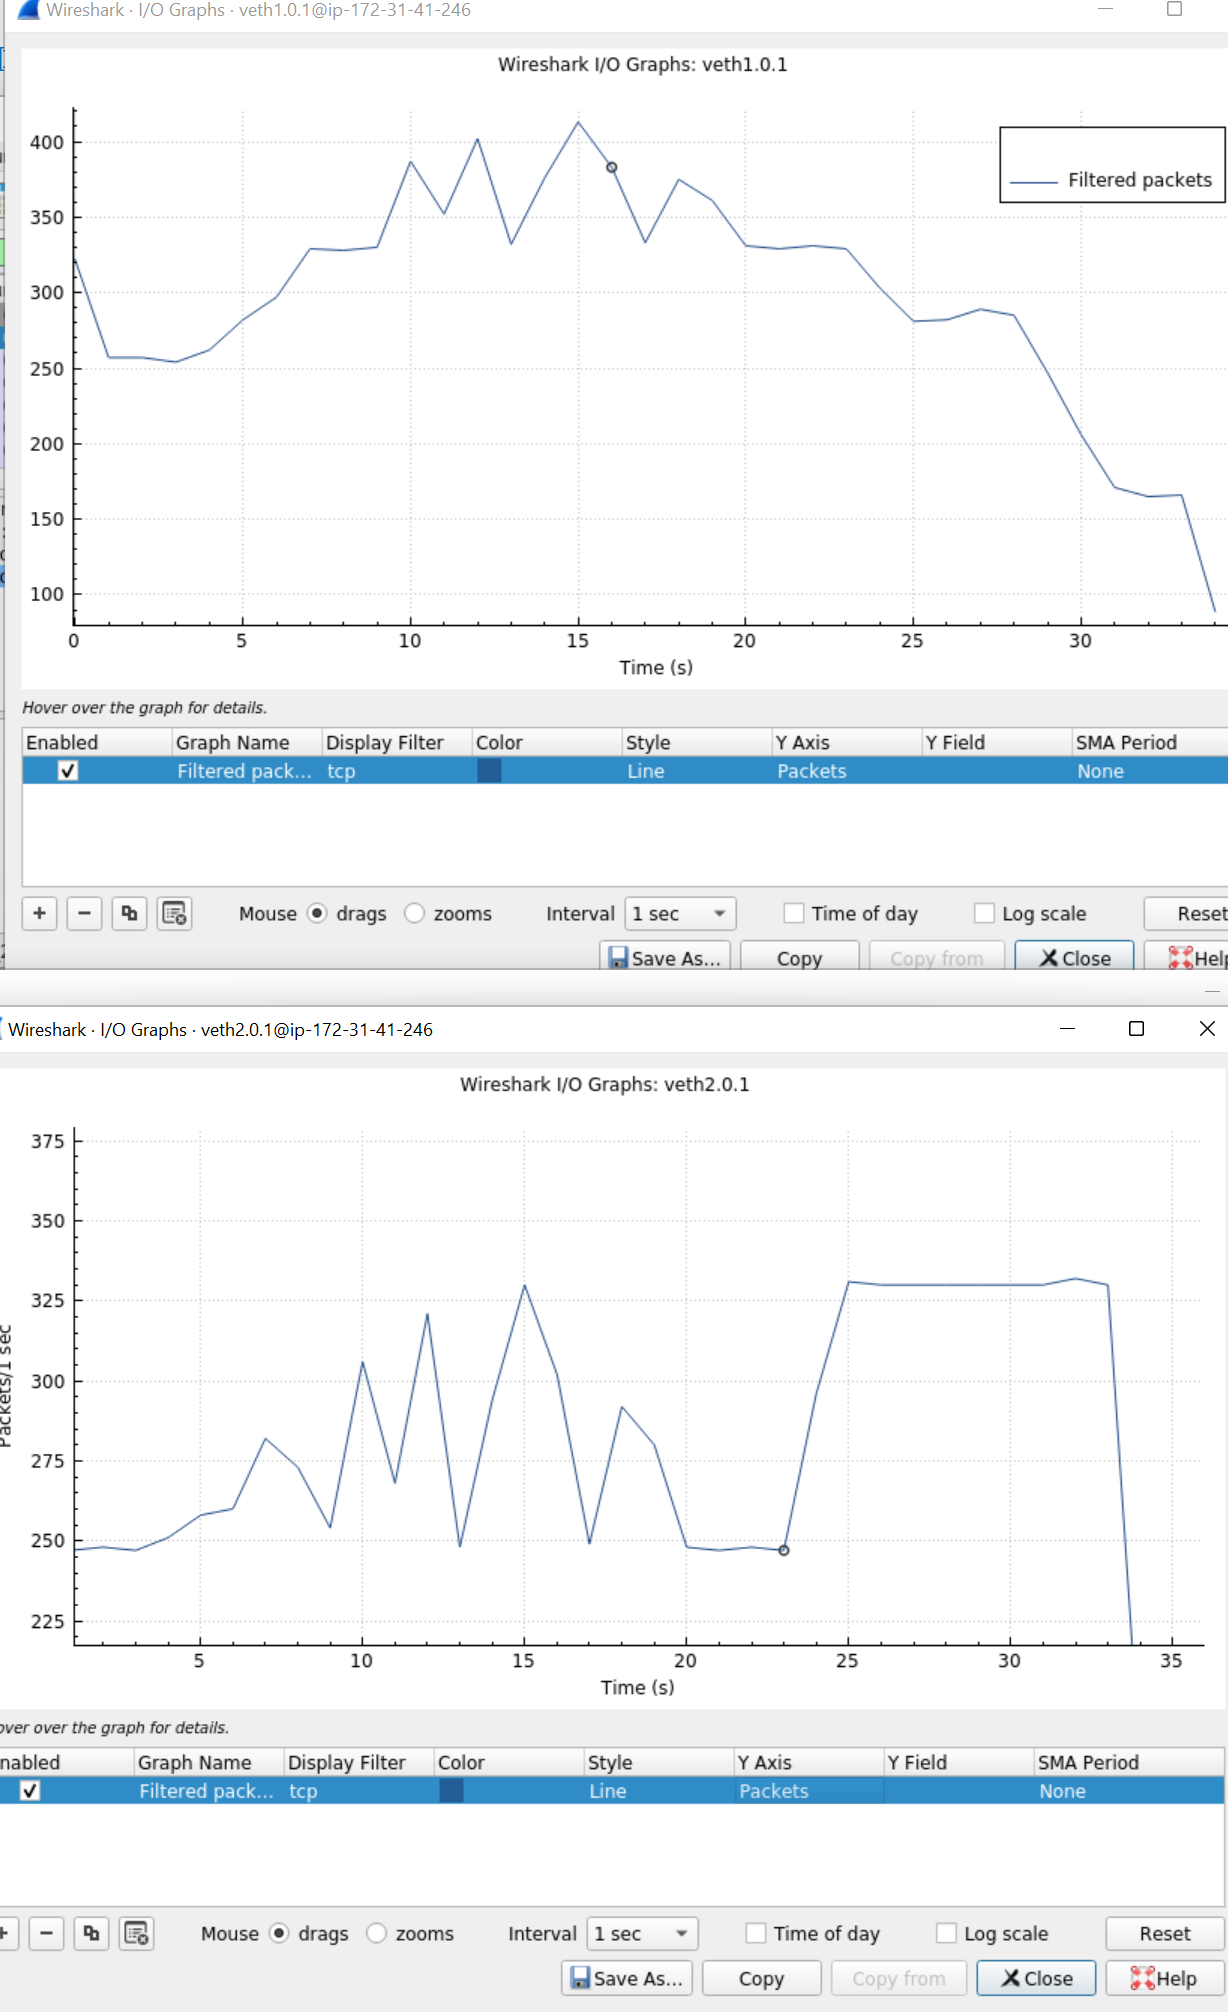 Wireshark · I/O Graphs · veth1.0.1@ip-172-31-41-246
Wireshark I/O Graphs: veth1.0.1
400
350
300
250
200
150
100
Filtered packets
0 5 10 15 20 25 30
Time (s)
Hover over the graph for details.
Enabled Graph Name Display Filter Color Style Y Axis Y Field SMA Period
Filtered pack... tcp Line Packets None
+ − Mouse drags zooms Interval 1 sec Time of day Log scale Reset
Save As... Copy Copy from Close Help
Wireshark · I/O Graphs · veth2.0.1@ip-172-31-41-246
Wireshark I/O Graphs: veth2.0.1
375
350
325
300
275
250
225
Packets/1 sec
5 10 15 20 25 30 35
Time (s)
over over the graph for details.
nabled Graph Name Display Filter Color Style Y Axis Y Field SMA Period
Filtered pack... tcp Line Packets None
+ − Mouse drags zooms Interval 1 sec Time of day Log scale Reset
Save As... Copy Copy from Close Help